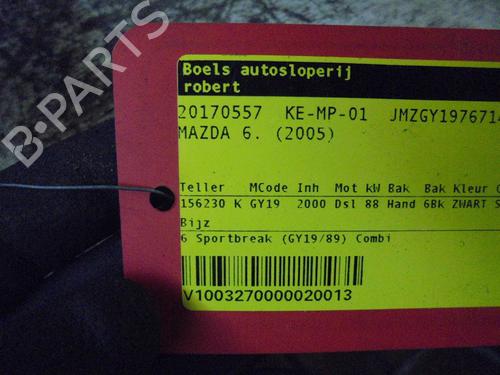 B-PARTS
Boels autosloperij
robert
20170557 KE-MP-01 JMZGY1976714
MAZDA 6. (2005)
Teller MCode Inh Mot kW Bak Bak Kleur
156230 K GY19 2000 Dsl 88 Hand 6Bk ZWART S
Bijz
6 Sportbreak (GY19/89) Combi
V1003270000020013